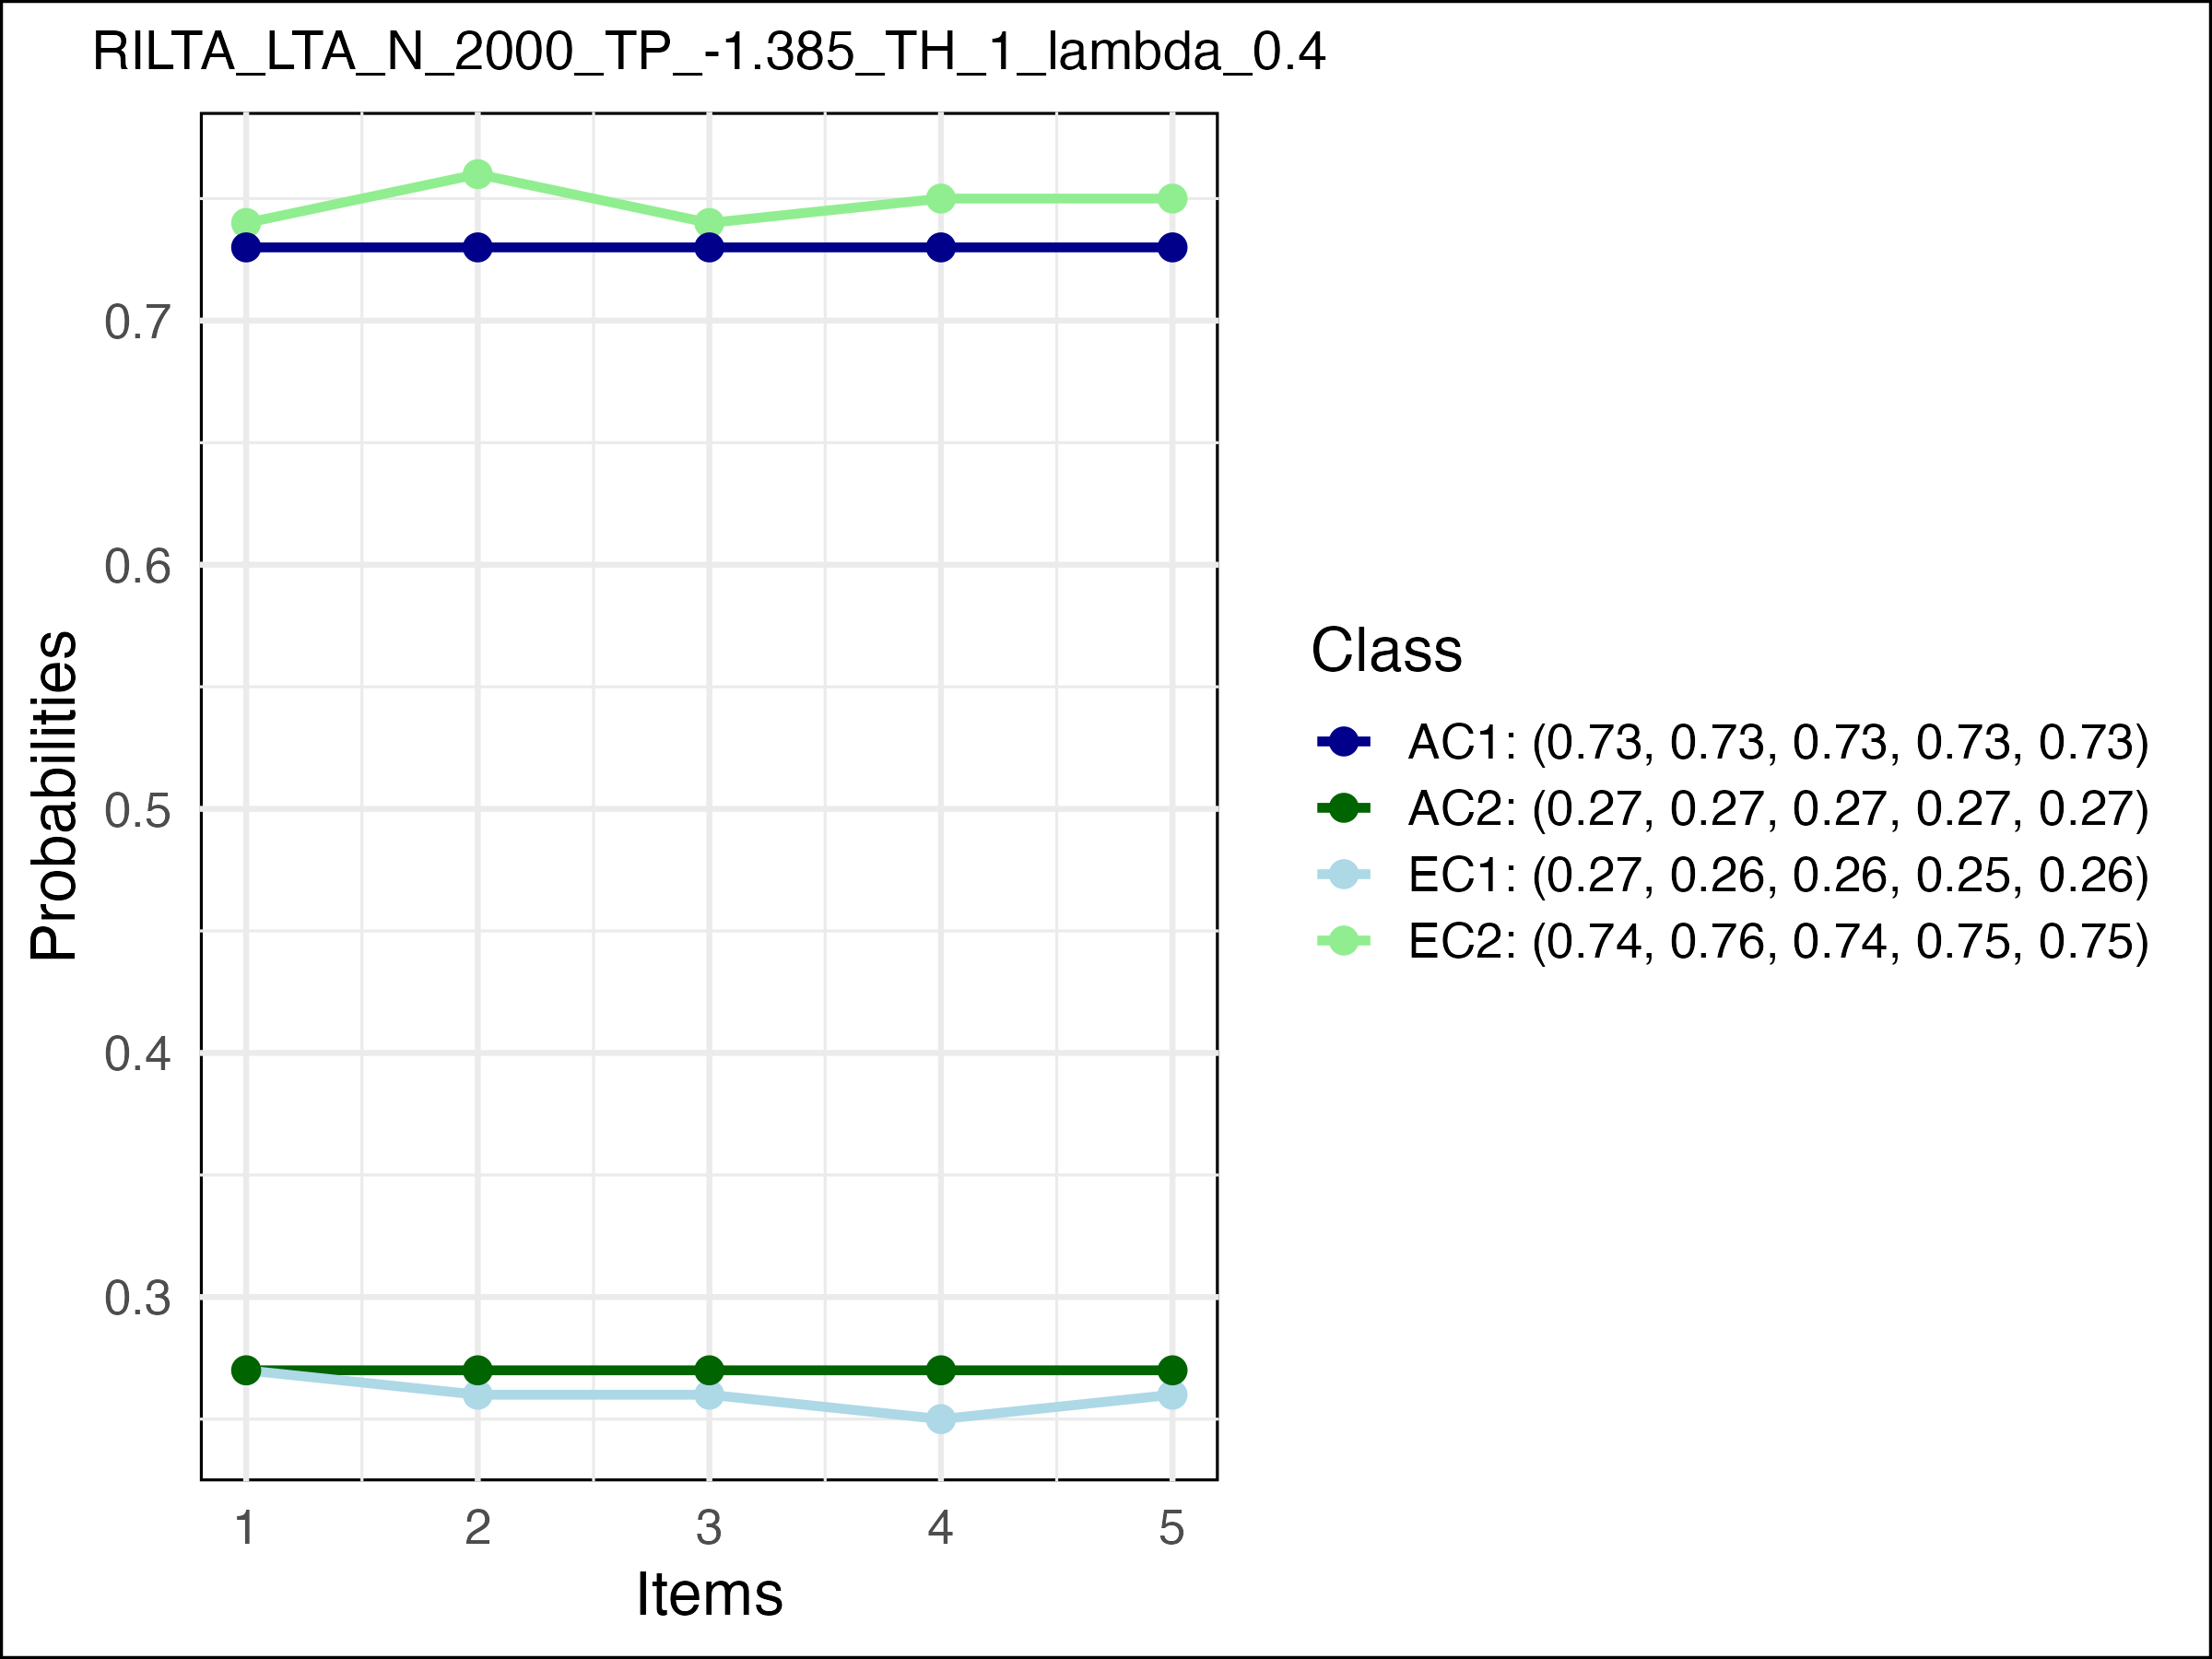 RILTA_LTA_N_2000_TP_-1.385_TH_1_lambda_0.4
Probabilities
0.7
0.6
0.5
0.4
0.3
1 2 3 4 5
Items
Class
AC1: (0.73, 0.73, 0.73, 0.73, 0.73)
AC2: (0.27, 0.27, 0.27, 0.27, 0.27)
EC1: (0.27, 0.26, 0.26, 0.25, 0.26)
EC2: (0.74, 0.76, 0.74, 0.75, 0.75)